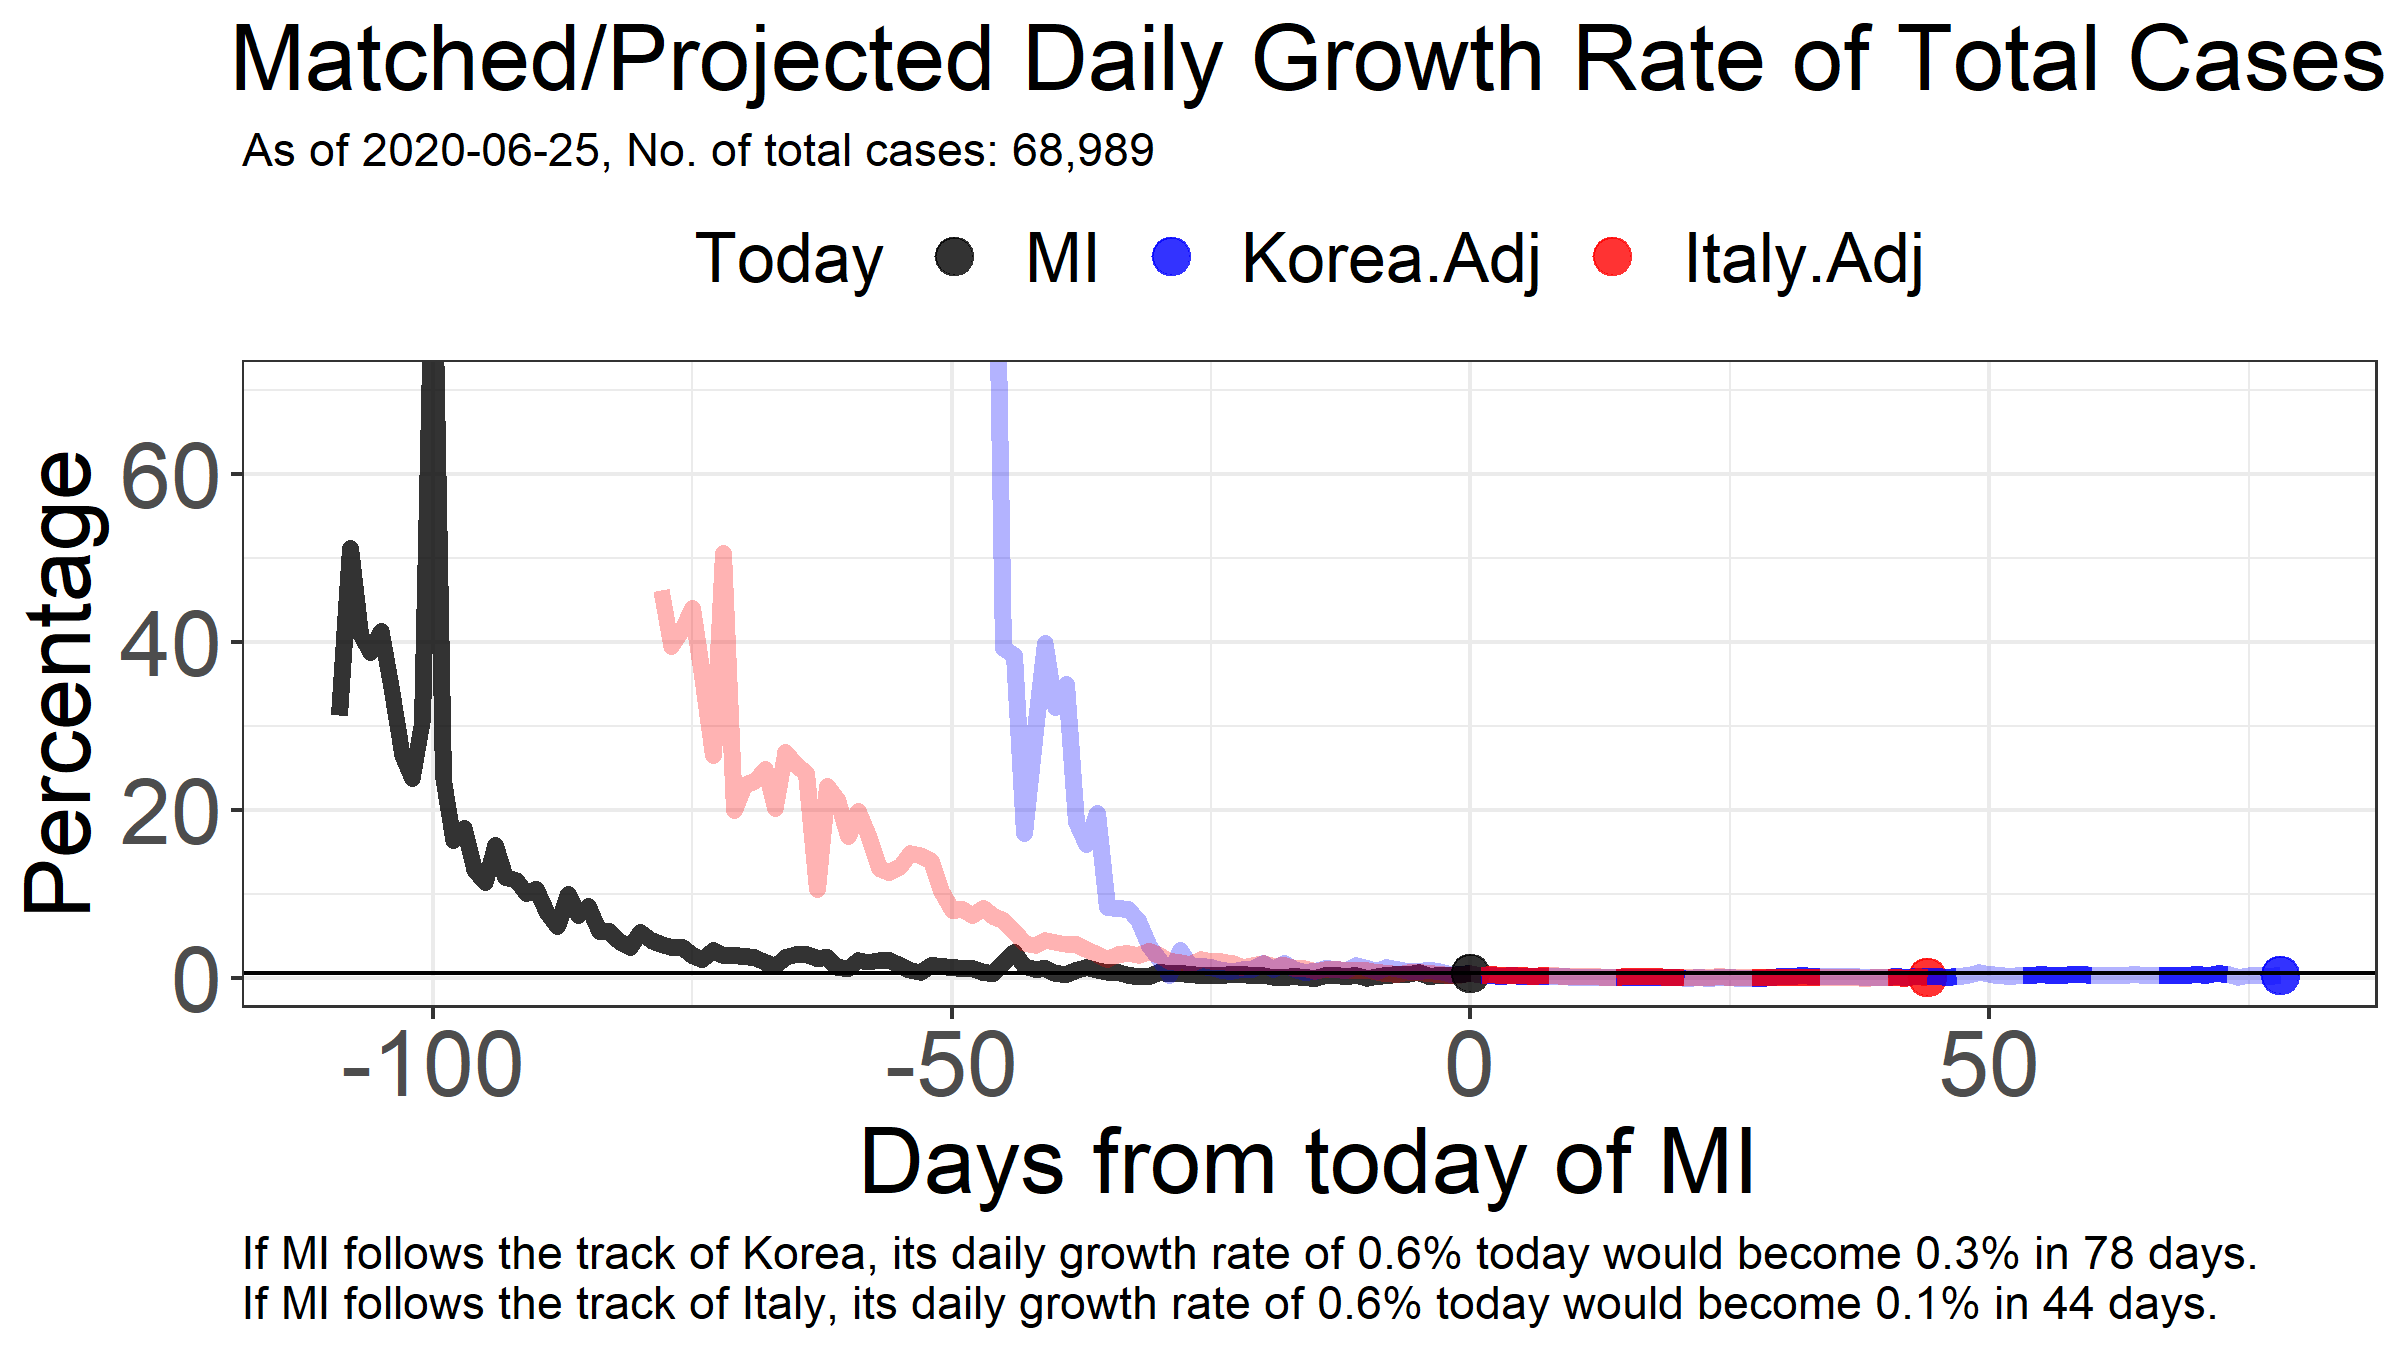 Matched/Projected Daily Growth Rate of Total Cases
As of 2020-06-25, No. of total cases: 68,989
Today MI Korea.Adj Italy.Adj
Percentage
60
40
20
0
-100 -50 0 50
Days from today of MI
If MI follows the track of Korea, its daily growth rate of 0.6% today would become 0.3% in 78 days.
If MI follows the track of Italy, its daily growth rate of 0.6% today would become 0.1% in 44 days.